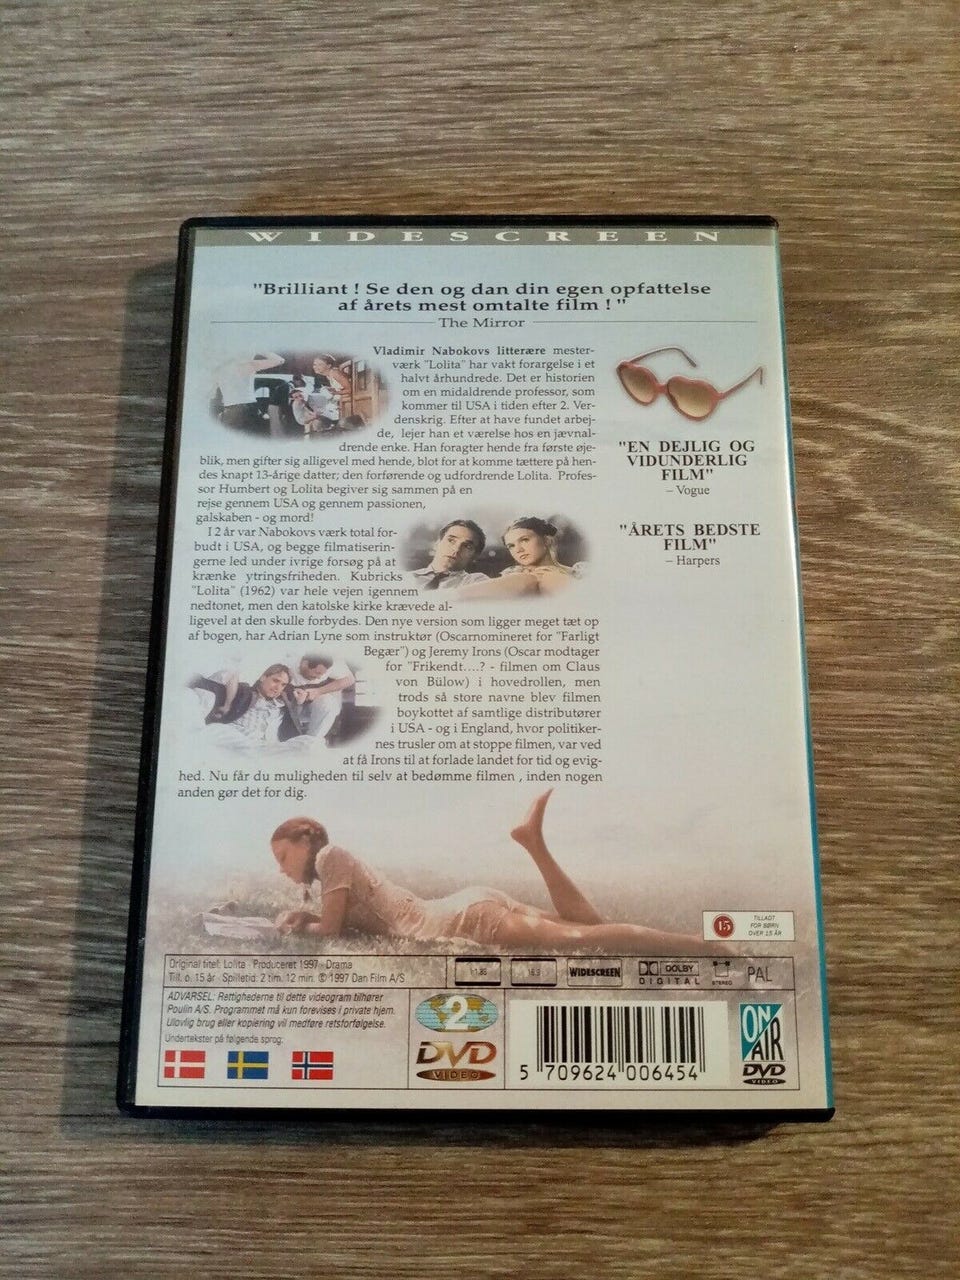 WIDESCREEN
"Brilliant ! Se den og dan din egen opfattelse
af årets mest omtalte film ! "
The Mirror
Vladimir Nabokovs litterære mester-
værk "Lolita" har vakt forargelse i et
halvt århundrede. Det er historien
om en midaldrende professor, som
kommer til USA i tiden efter 2. Ver-
denskrig. Efter at have fundet arbej-
de, lejer han et værelse hos en jævnal-
drende enke. Han foragter hende fra første øje-
blik, men gifter sig alligevel med hende, blot for at komme tættere på hen-
des knapt 13-årige datter; den forførende og udfordrende Lolita. Profes-
sor Humbert og Lolita begiver sig sammen på en
rejse gennem USA og gennem passionen,
galskaben - og mord!
I 2 år var Nabokovs værk total for-
budt i USA, og begge filmatiserin-
gerne led under ivrige forsøg på at
krænke ytringsfriheden. Kubricks
"Lolita" (1962) var hele vejen igennem
nedtonet, men den katolske kirke krævede al-
ligevel at den skulle forbydes. Den nye version som ligger meget tæt op
af bogen, har Adrian Lyne som instruktør (Oscarnomineret for "Farligt
Begær") og Jeremy Irons (Oscar modtager
for "Frikendt....? - filmen om Claus
von Bülow) i hovedrollen, men
trods så store navne blev filmen
boykottet af samtlige distributører
i USA - og i England, hvor politiker-
nes trusler om at stoppe filmen, var ved
at få Irons til at forlade landet for tid og evig-
hed. Nu får du muligheden til selv at bedømme filmen , inden nogen
anden gør det for dig.
"EN DEJLIG OG
VIDUNDERLIG
FILM"
– Vogue
"ÅRETS BEDSTE
FILM"
– Harpers
15
TILLADT
FOR BØRN
OVER 15 ÅR
Original titel: Lolita · Produceret 1997 · Drama
Till. o. 15 år · Spilletid: 2 tim. 12 min. © 1997 Dan Film A/S
1:1.85
16:9
WIDESCREEN
DOLBY
DIGITAL
STEREO
PAL
ADVARSEL: Rettighederne til dette videogram tilhører
Poulin A/S. Programmet må kun forevises i private hjem.
Ulovlig brug eller kopiering vil medføre retsforfølgelse.
Undertekster på følgende sprog:
2
DVD
VIDEO
5 709624 006454
ON
AIR
DVD
VIDEO